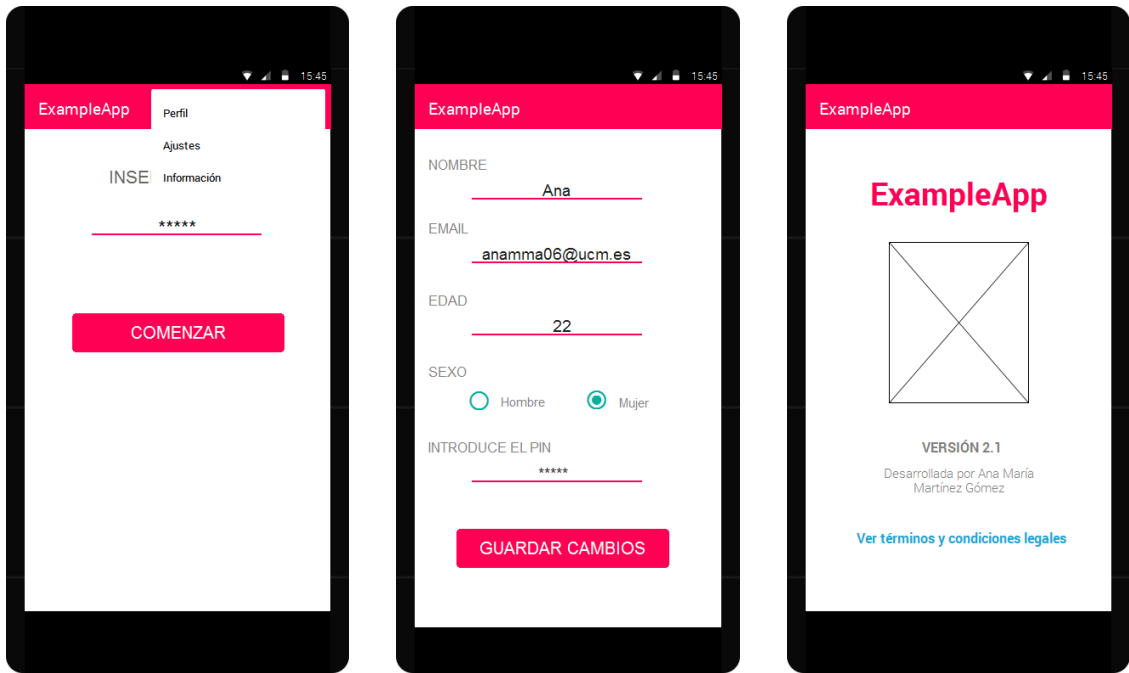 15:45
ExampleApp
Perfil
Ajustes
INSE
Información
*****
COMENZAR
15:45
ExampleApp
NOMBRE
Ana
EMAIL
anamma06@ucm.es
EDAD
22
SEXO
Hombre Mujer
INTRODUCE EL PIN
*****
GUARDAR CAMBIOS
15:45
ExampleApp
ExampleApp
VERSIÓN 2.1
Desarrollada por Ana María
Martínez Gómez
Ver términos y condiciones legales